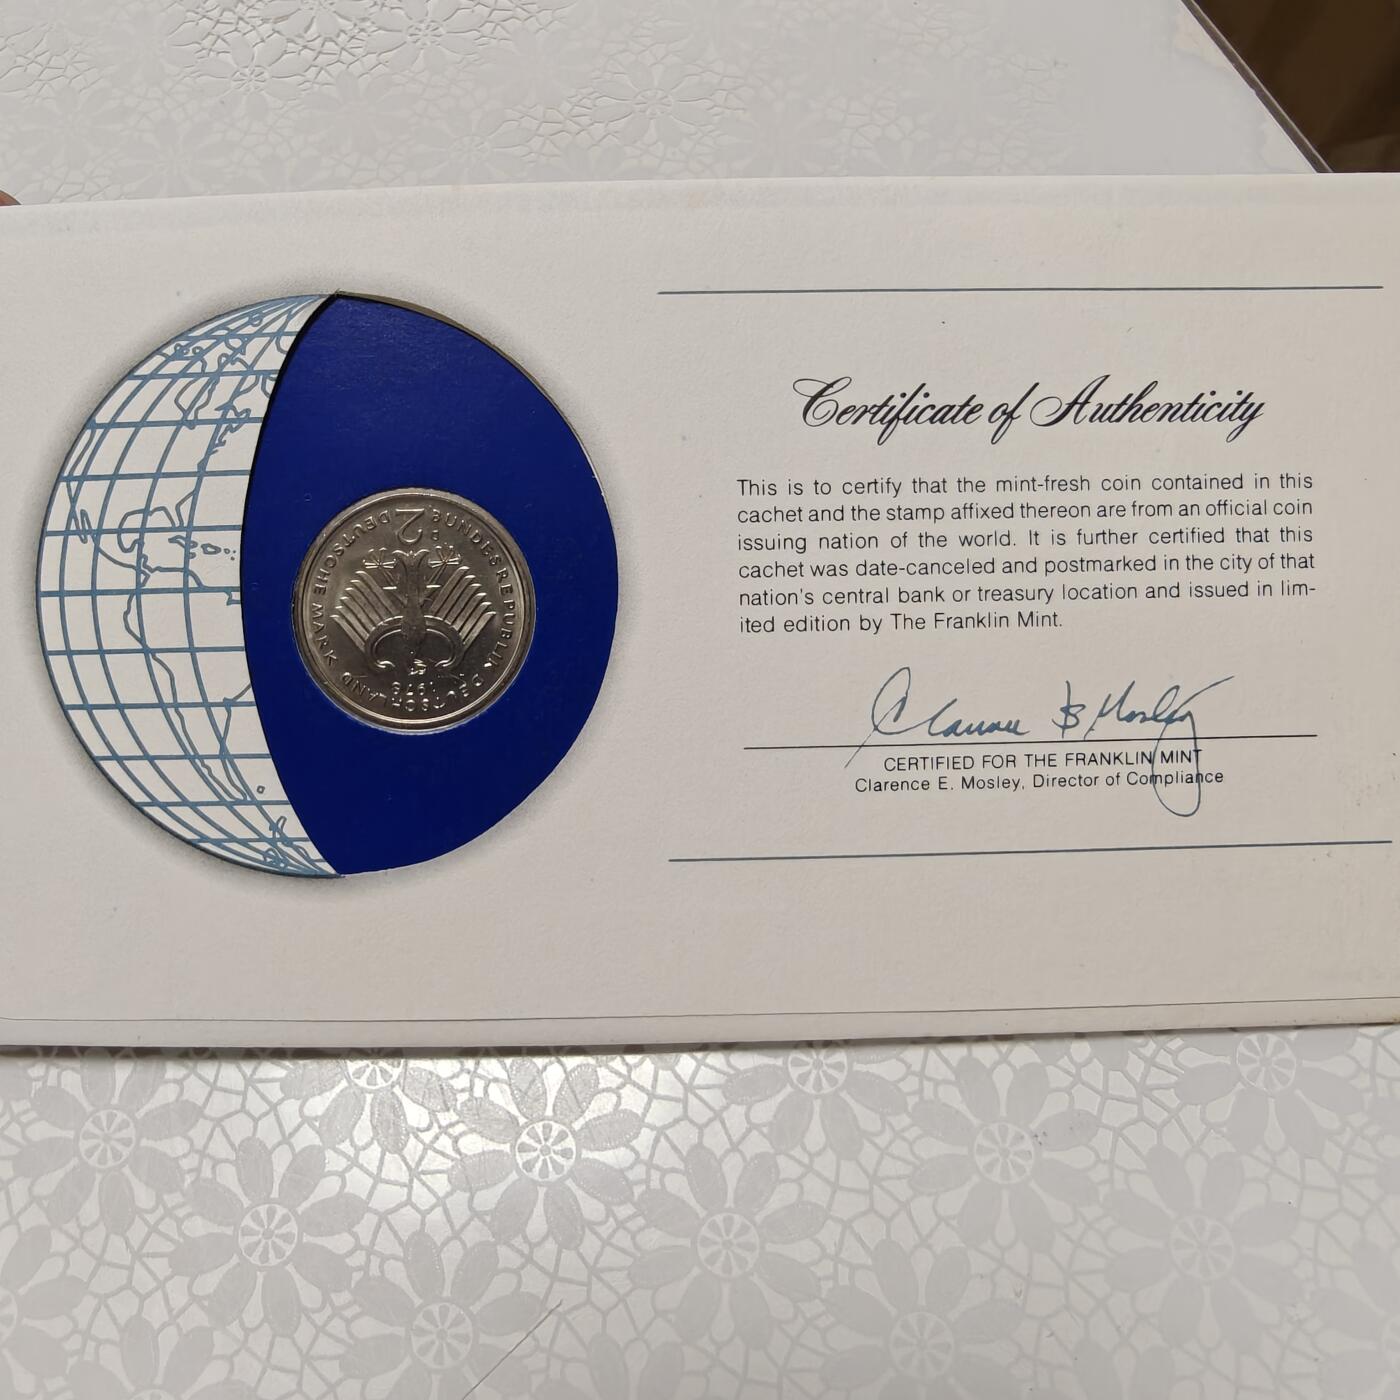 Certificate of Authenticity
This is to certify that the mint-fresh coin contained in this
cachet and the stamp affixed thereon are from an official coin
issuing nation of the world. It is further certified that this
cachet was date-canceled and postmarked in the city of that
nation's central bank or treasury location and issued in lim-
ited edition by The Franklin Mint.
Clarence B Mosley
CERTIFIED FOR THE FRANKLIN MINT
Clarence E. Mosley, Director of Compliance
BUNDESREPUBLIK DEUTSCHLAND
2
DEUTSCHE MARK
1978